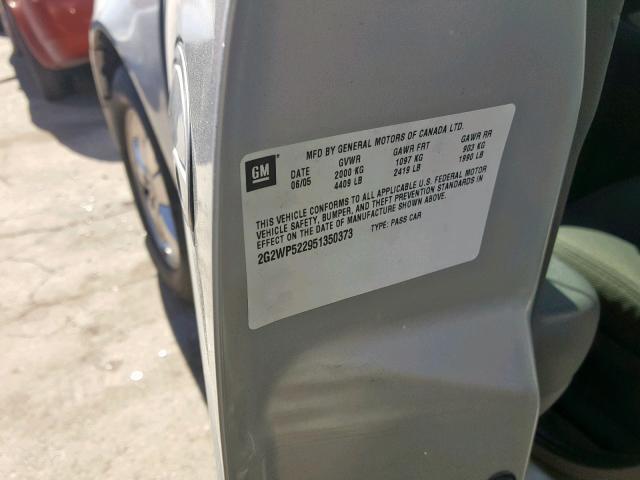 GM
MFD BY GENERAL MOTORS OF CANADA LTD.
DATE GVWR GAWR FRT GAWR RR
06/05 2000 KG 1097 KG 903 KG
4409 LB 2419 LB 1990 LB
THIS VEHICLE CONFORMS TO ALL APPLICABLE U.S. FEDERAL MOTOR
VEHICLE SAFETY, BUMPER, AND THEFT PREVENTION STANDARDS IN
EFFECT ON THE DATE OF MANUFACTURE SHOWN ABOVE.
2G2WP522951350373 TYPE: PASS CAR